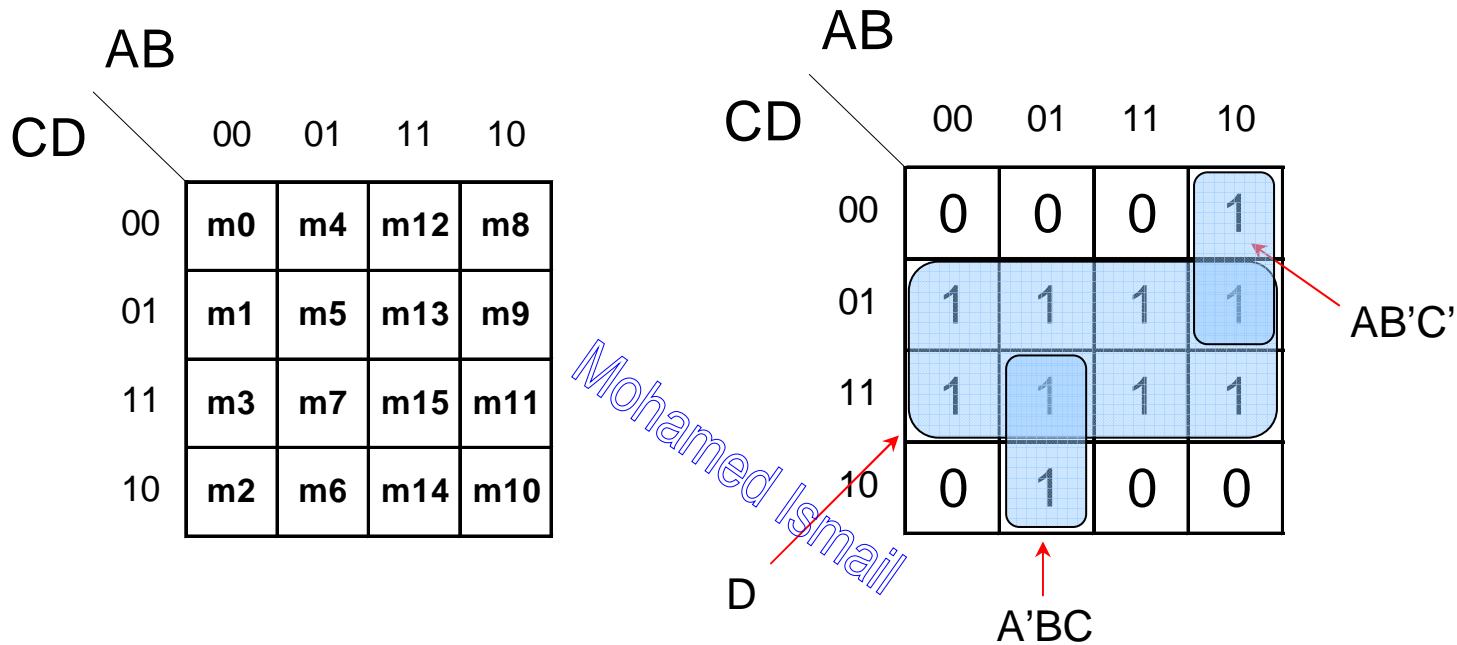 AB
CD
00 01 11 10
00 m0 m4 m12 m8
01 m1 m5 m13 m9
11 m3 m7 m15 m11
10 m2 m6 m14 m10
AB
CD
00 01 11 10
00 0 0 0 1
01 1 1 1 1
11 1 1 1 1
10 0 1 0 0
AB’C’
D
A’BC
Mohamed Ismail